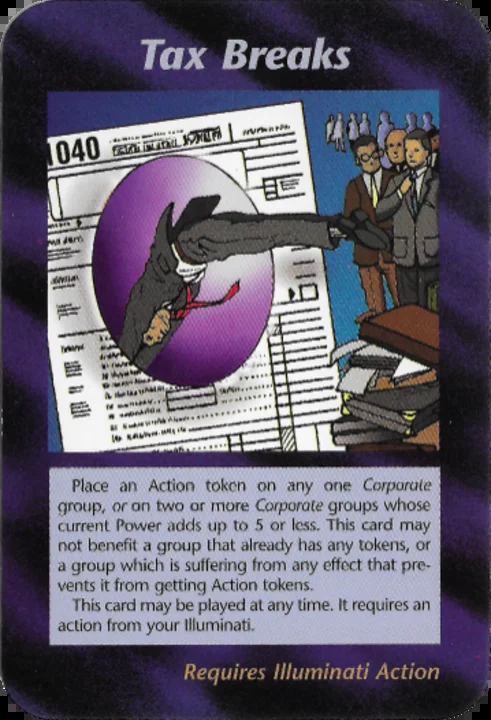 Tax Breaks
1040
Place an Action token on any one Corporate
group, or on two or more Corporate groups whose
current Power adds up to 5 or less. This card may
not benefit a group that already has any tokens, or
a group which is suffering from any effect that pre-
vents it from getting Action tokens.
This card may be played at any time. It requires an
action from your Illuminati.
Requires Illuminati Action